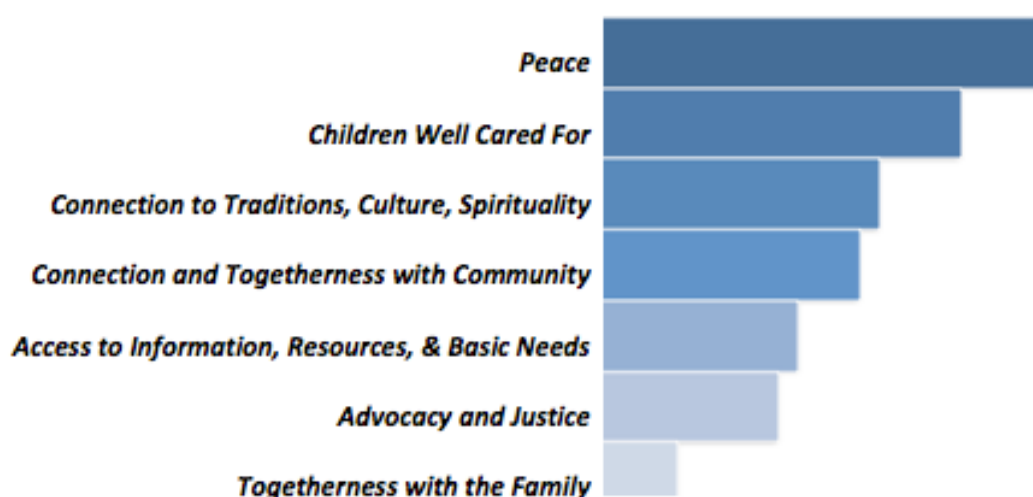 Peace
Children Well Cared For
Connection to Traditions, Culture, Spirituality
Connection and Togetherness with Community
Access to Information, Resources, & Basic Needs
Advocacy and Justice
Togetherness with the Family